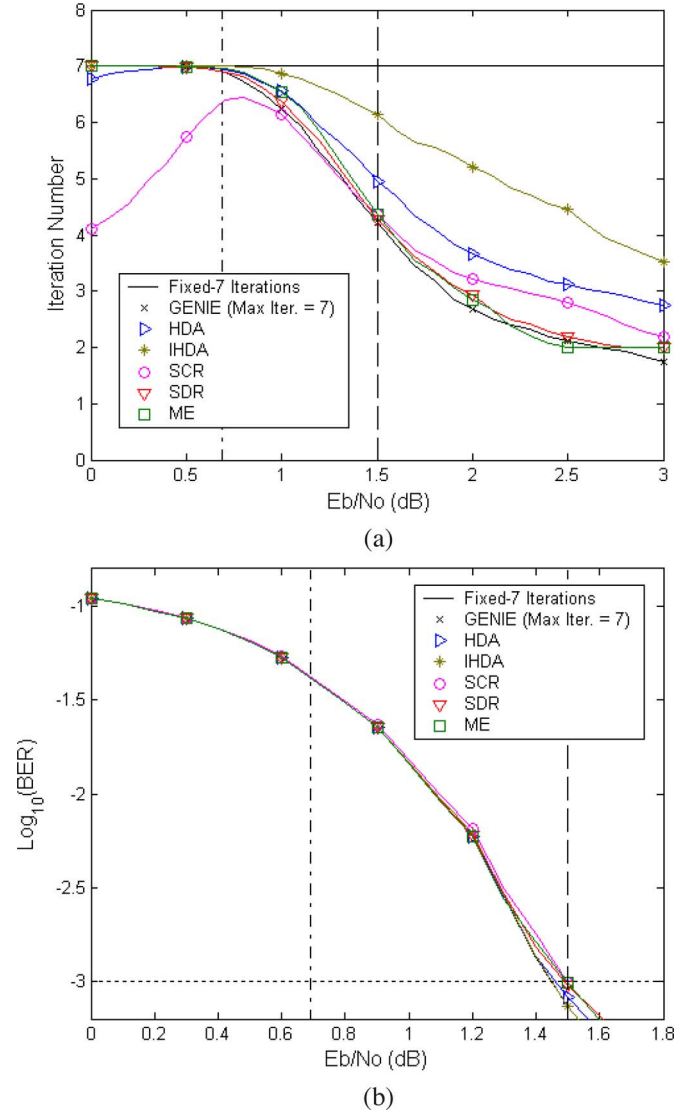 8
7
6
5
4
3
2
1
0
Iteration Number
Fixed-7 Iterations
GENIE (Max Iter. = 7)
HDA
IHDA
SCR
SDR
ME
0 0.5 1 1.5 2 2.5 3
Eb/No (dB)
(a)
-1
-1.5
-2
-2.5
-3
Log10(BER)
Fixed-7 Iterations
GENIE (Max Iter. = 7)
HDA
IHDA
SCR
SDR
ME
0 0.2 0.4 0.6 0.8 1 1.2 1.4 1.6 1.8
Eb/No (dB)
(b)